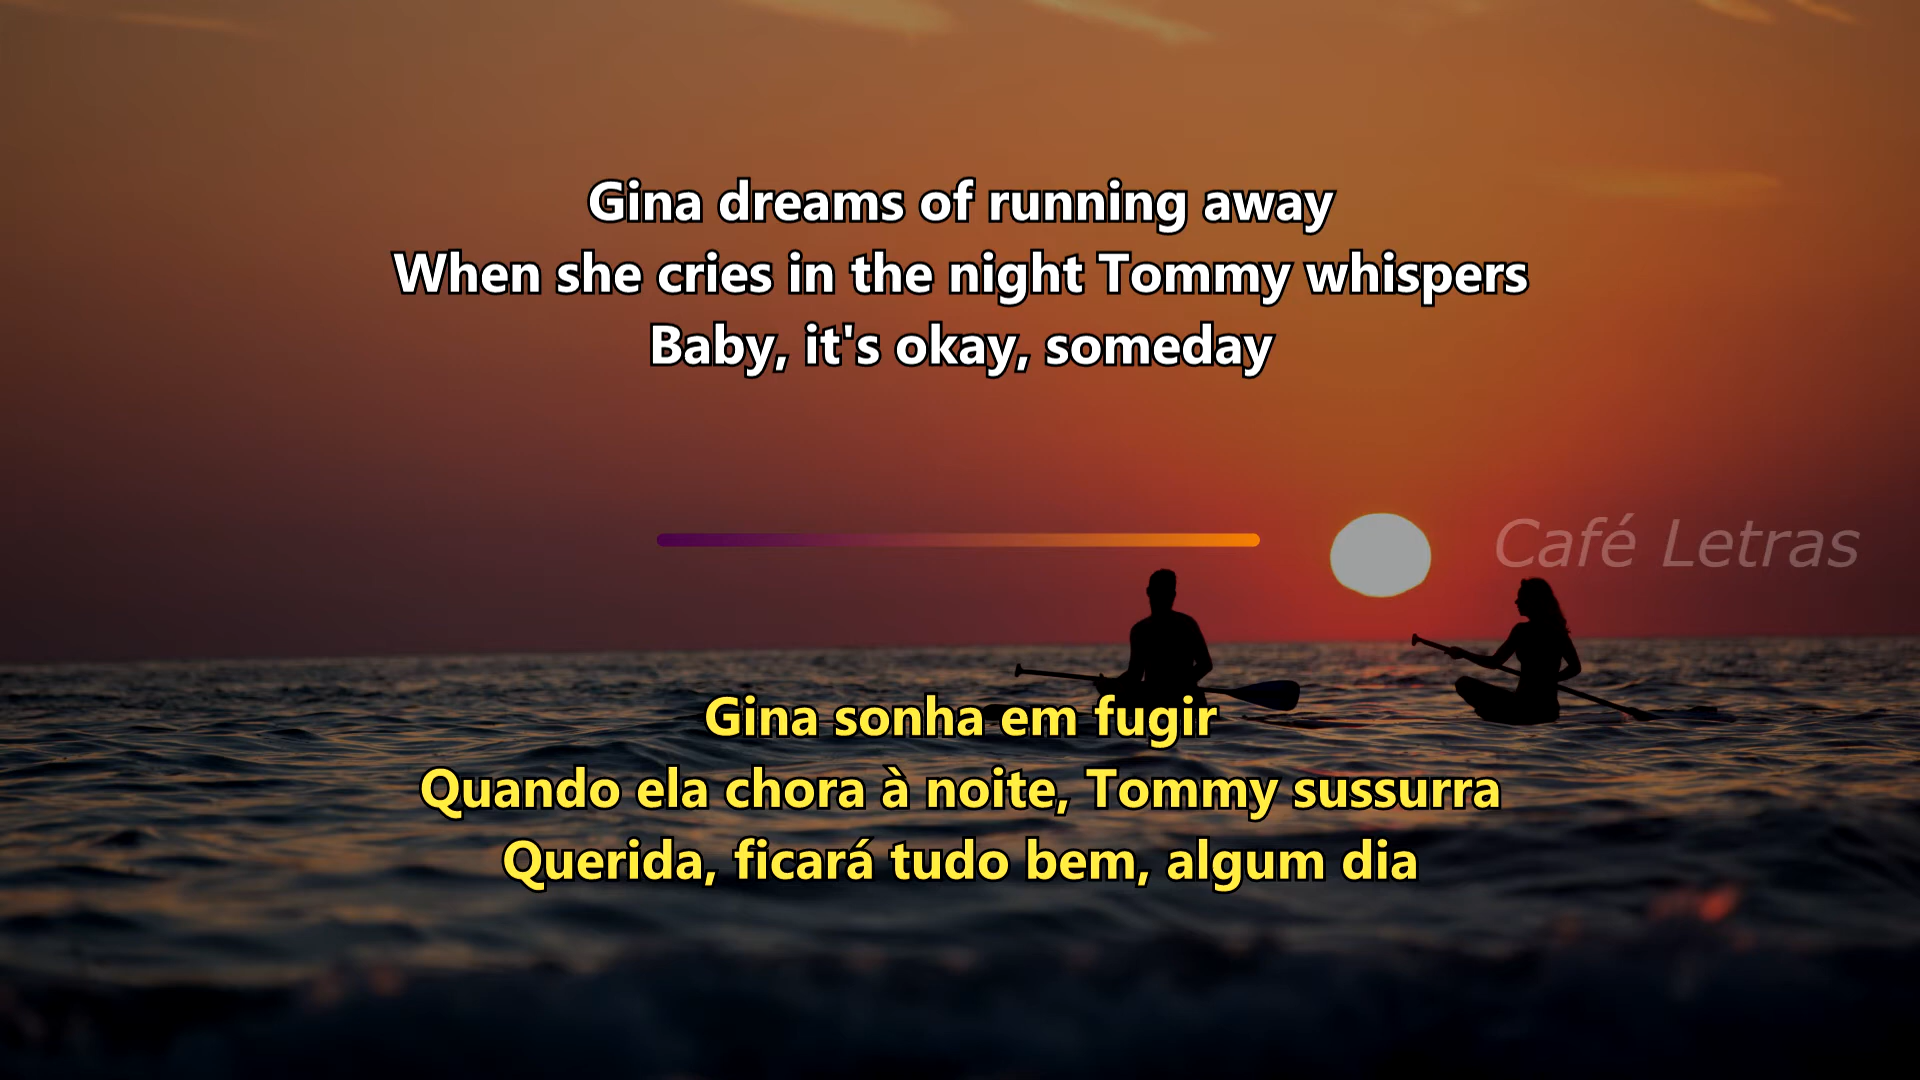 Gina dreams of running away
When she cries in the night Tommy whispers
Baby, it's okay, someday
Café Letras
Gina sonha em fugir
Quando ela chora à noite, Tommy sussurra
Querida, ficará tudo bem, algum dia